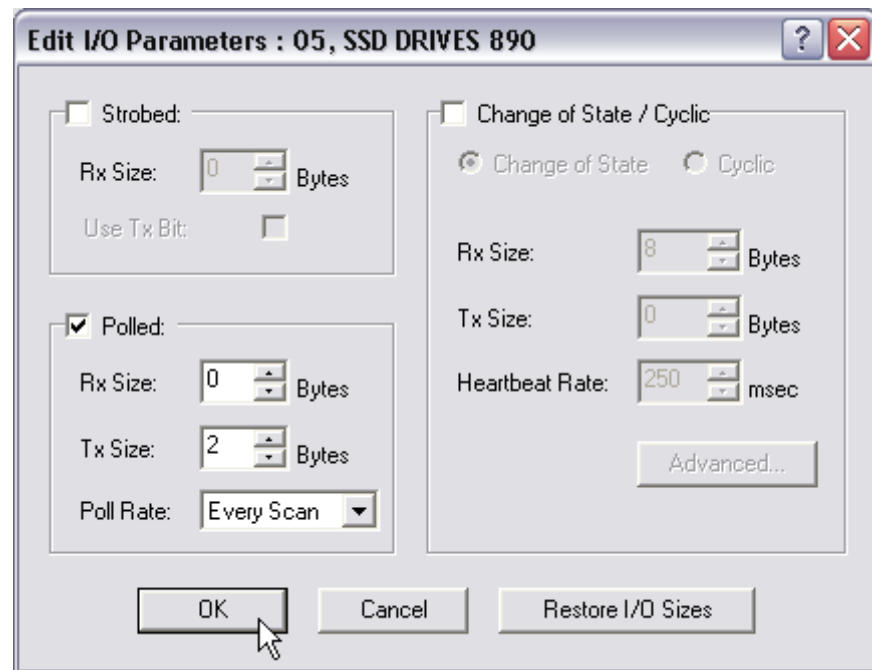 Edit I/O Parameters : 05, SSD DRIVES 890
?
Strobed:
Rx Size: 0 Bytes
Use Tx Bit:
Polled:
Rx Size: 0 Bytes
Tx Size: 2 Bytes
Poll Rate: Every Scan
Change of State / Cyclic
Change of State Cyclic
Rx Size: 8 Bytes
Tx Size: 0 Bytes
Heartbeat Rate: 250 msec
Advanced...
OK Cancel Restore I/O Sizes